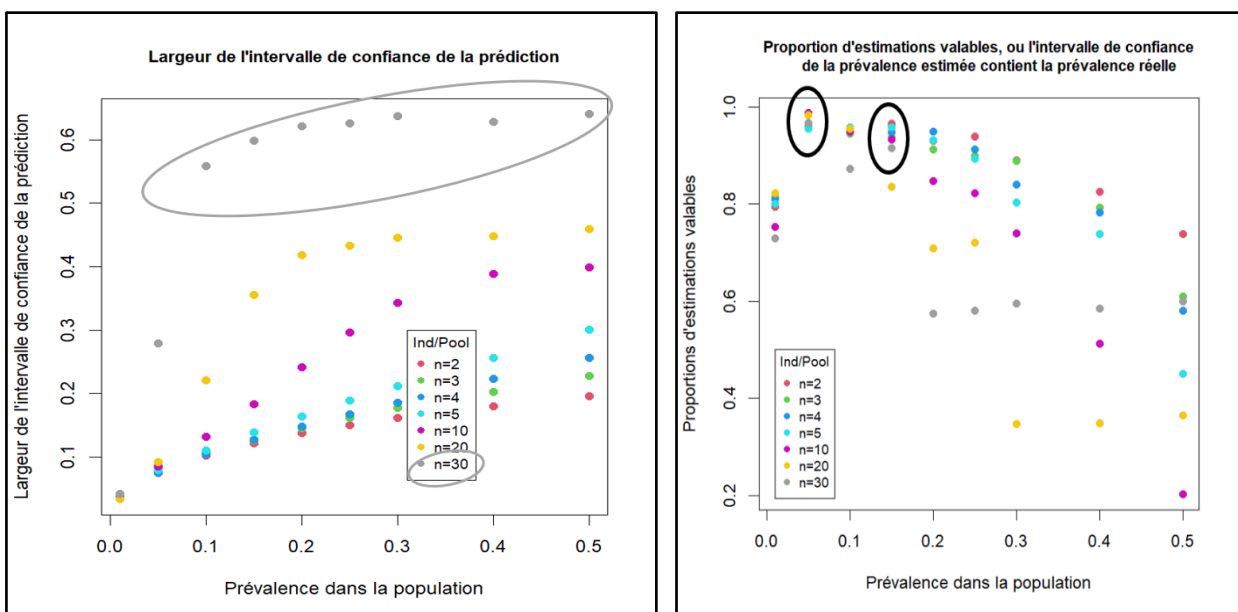 Largeur de l'intervalle de confiance de la prédiction
Largeur de l'intervalle de confiance de la prédiction
0.6
0.5
0.4
0.3
0.2
0.1
Ind/Pool
n=2
n=3
n=4
n=5
n=10
n=20
n=30
0.0 0.1 0.2 0.3 0.4 0.5
Prévalence dans la population
Proportion d'estimations valables, ou l'intervalle de confiance
de la prévalence estimée contient la prévalence réelle
Proportions d'estimations valables
1.0
0.8
0.6
0.4
0.2
Ind/Pool
n=2
n=3
n=4
n=5
n=10
n=20
n=30
0.0 0.1 0.2 0.3 0.4 0.5
Prévalence dans la population